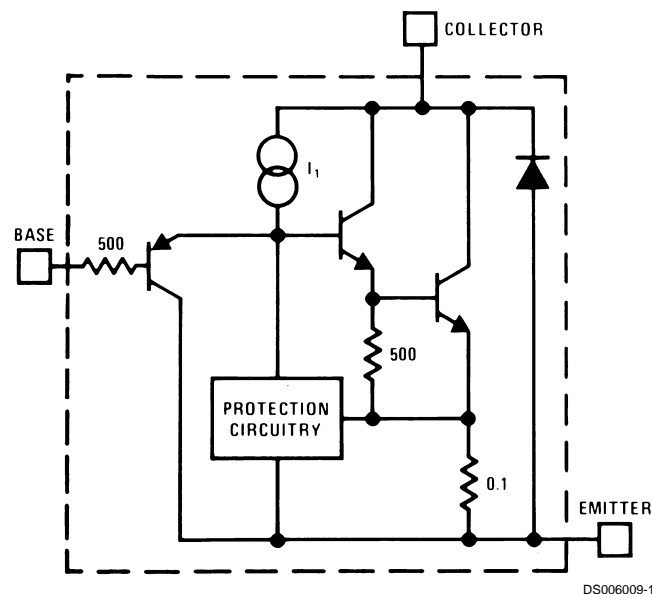 COLLECTOR
I1
BASE
500
500
PROTECTION
CIRCUITRY
0.1
EMITTER
DS006009-1